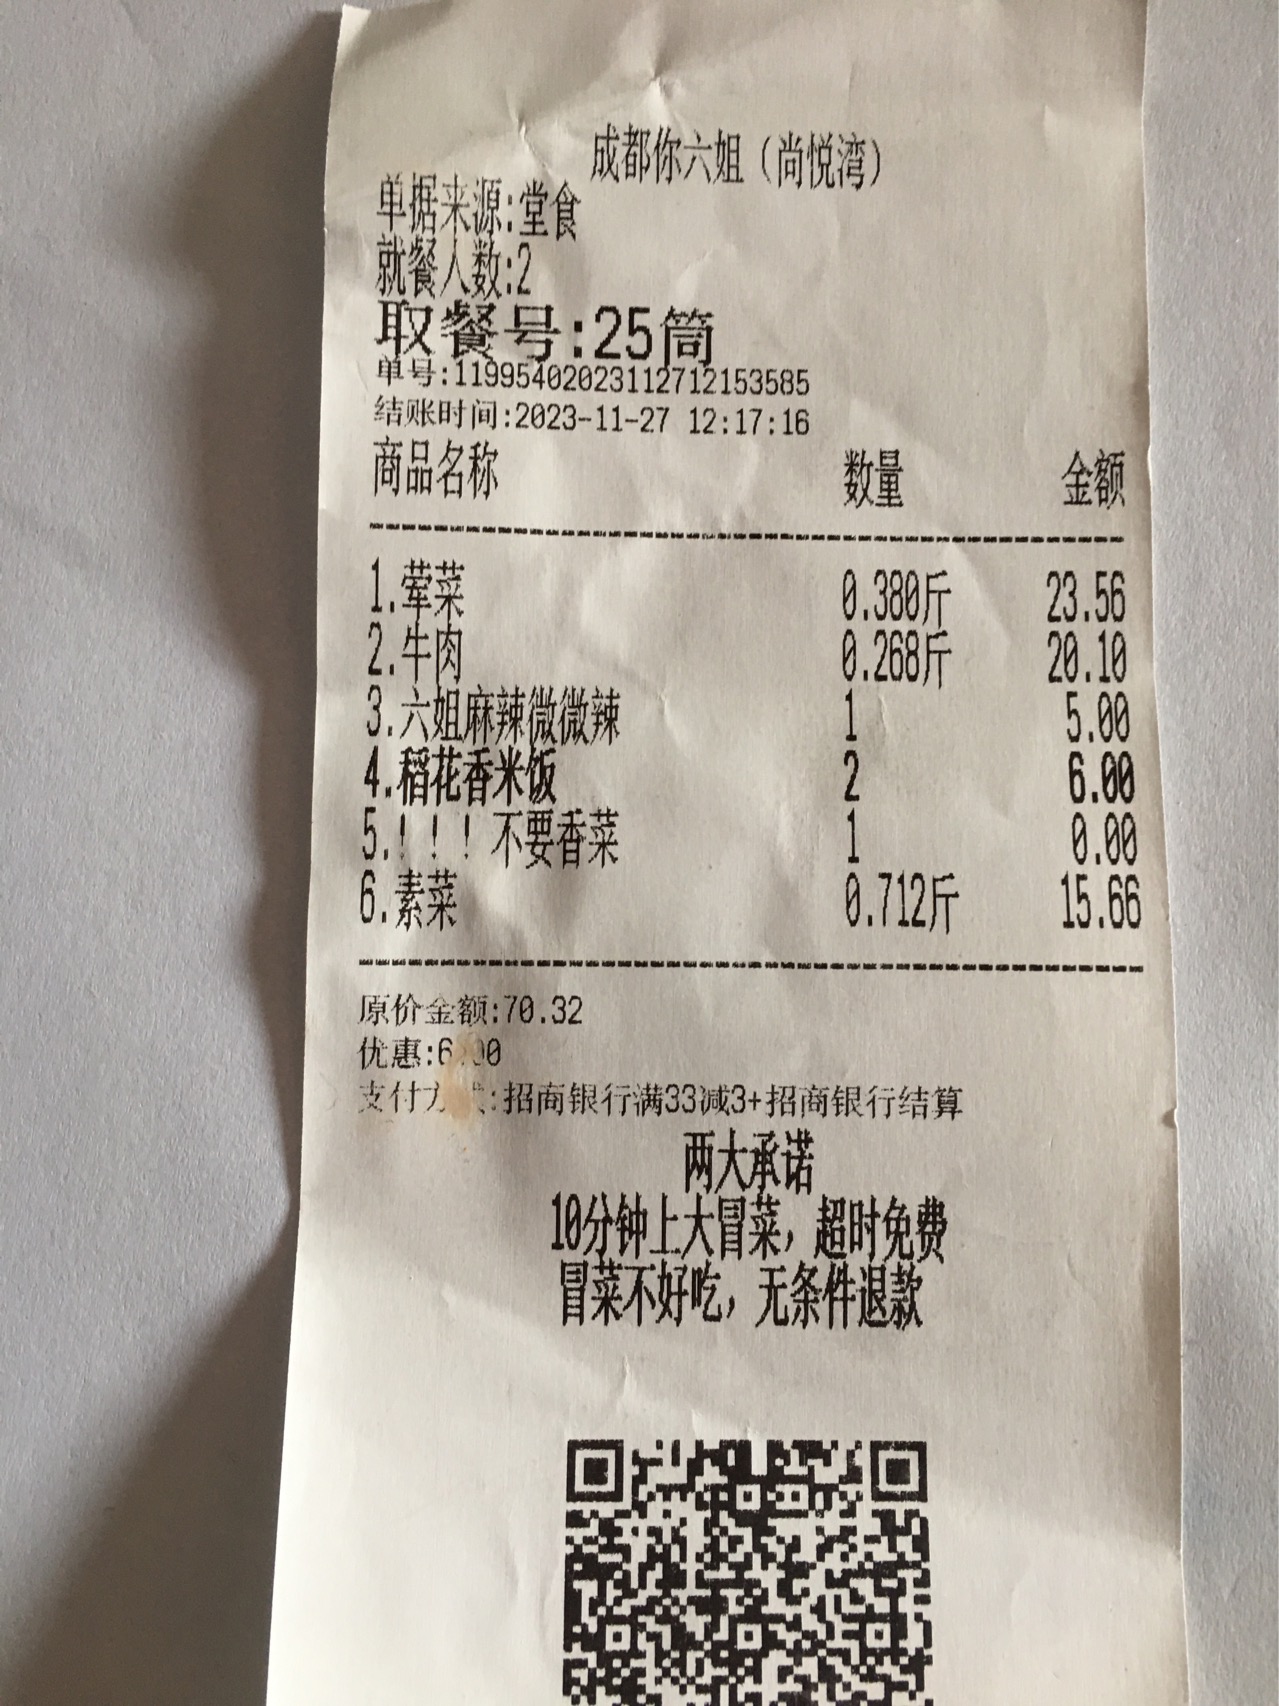 成都你六姐（尚悦湾）
单据来源:堂食
就餐人数:2
取餐号:25筒
单号:11995402023112712153585
结账时间:2023-11-27 12:17:16
商品名称 数量 金额
1.荤菜 0.380斤 23.56
2.牛肉 0.268斤 20.10
3.六姐麻辣微微辣 1 5.00
4.稻花香米饭 2 6.00
5.！！！不要香菜 1 0.00
6.素菜 0.712斤 15.66
原价金额:70.32
优惠:6.00
支付方式:招商银行满33减3+招商银行结算
两大承诺
10分钟上大冒菜，超时免费
冒菜不好吃，无条件退款